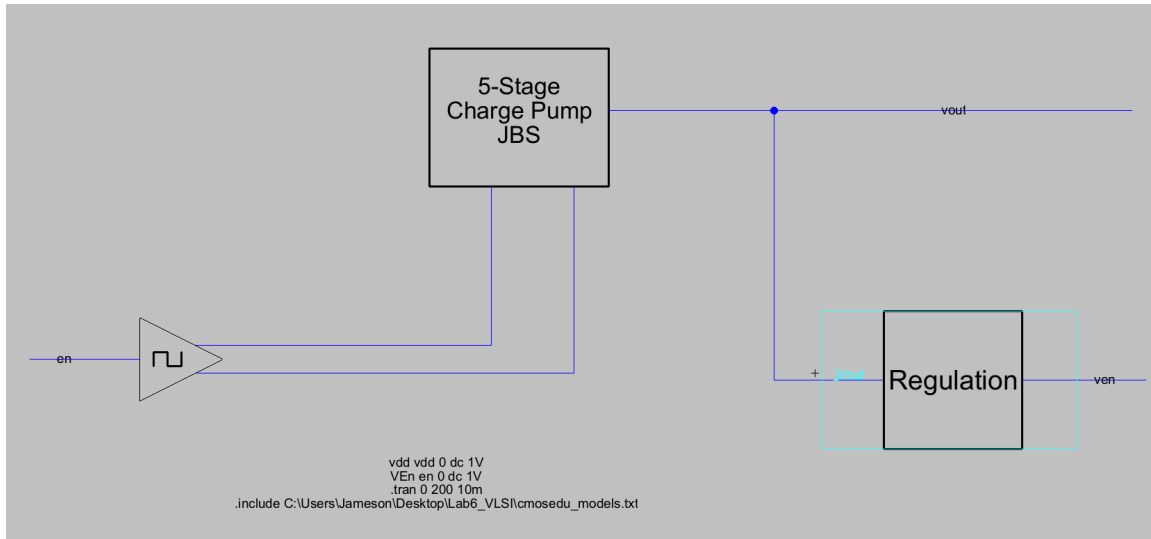 5-Stage
Charge Pump
JBS
vout
en
Vout
Regulation
ven
vdd vdd 0 dc 1V
VEn en 0 dc 1V
.tran 0 200 10m
.include C:\Users\Jameson\Desktop\Lab6_VLSI\cmosedu_models.txt